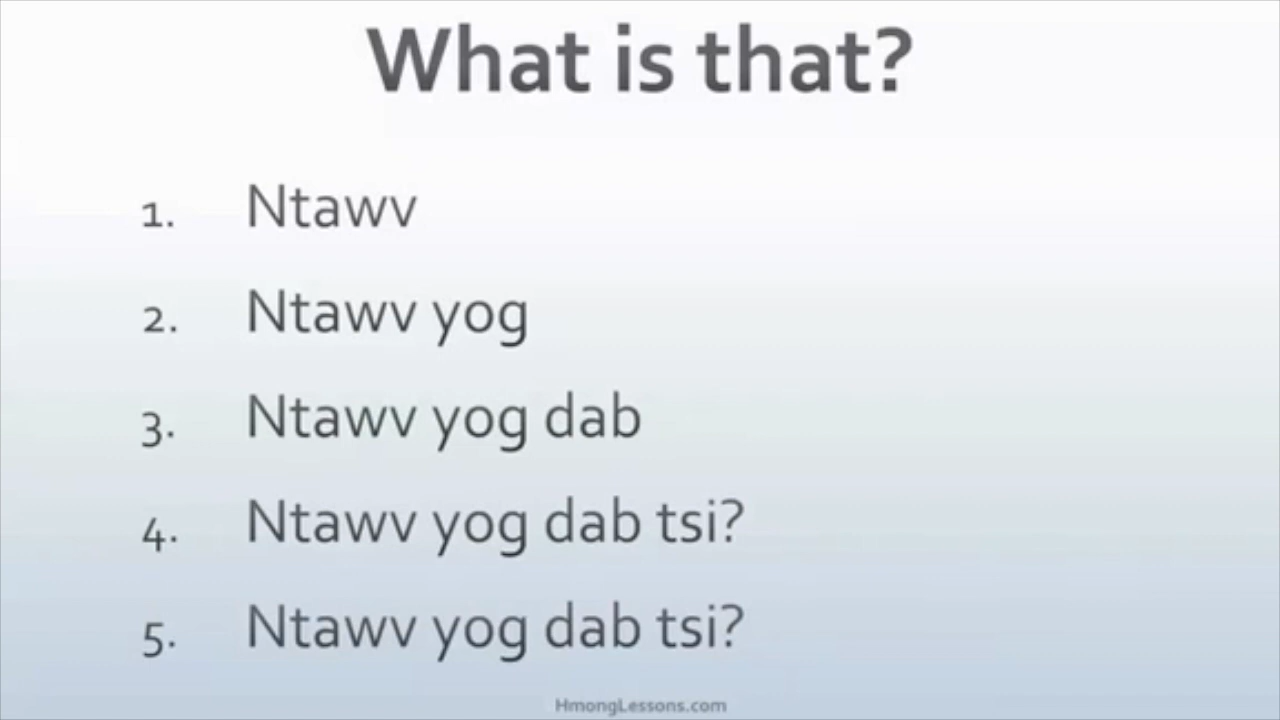 What is that?
1. Ntawv
2. Ntawv yog
3. Ntawv yog dab
4. Ntawv yog dab tsi?
5. Ntawv yog dab tsi?
HmongLessons.com